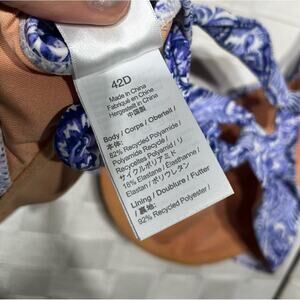 42D
Made in China
Fabriqué en Chine
Hergestellt in China
中国製
Body / Corps / Oberteil /
本体:
82% Recycled Polyamide /
Polyamide Recyclé /
Recyceltes Polyamid / リ
サイクルポリアミド
18% Elastane / Elasthanne /
Elastan / ポリウレタン
Lining / Doublure / Futter
/ 裏地:
92% Recycled Polyester /